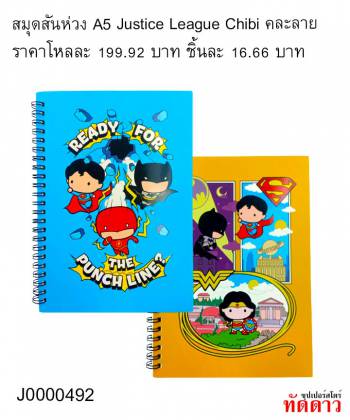 สมุดสันห่วง A5 Justice League Chibi คละลาย
ราคาโหลละ 199.92 บาท ชิ้นละ 16.66 บาท
READY FOR
THE
PUNCH LINE?
J0000492
ซุปเปอร์สโตร์
ทัดดาว